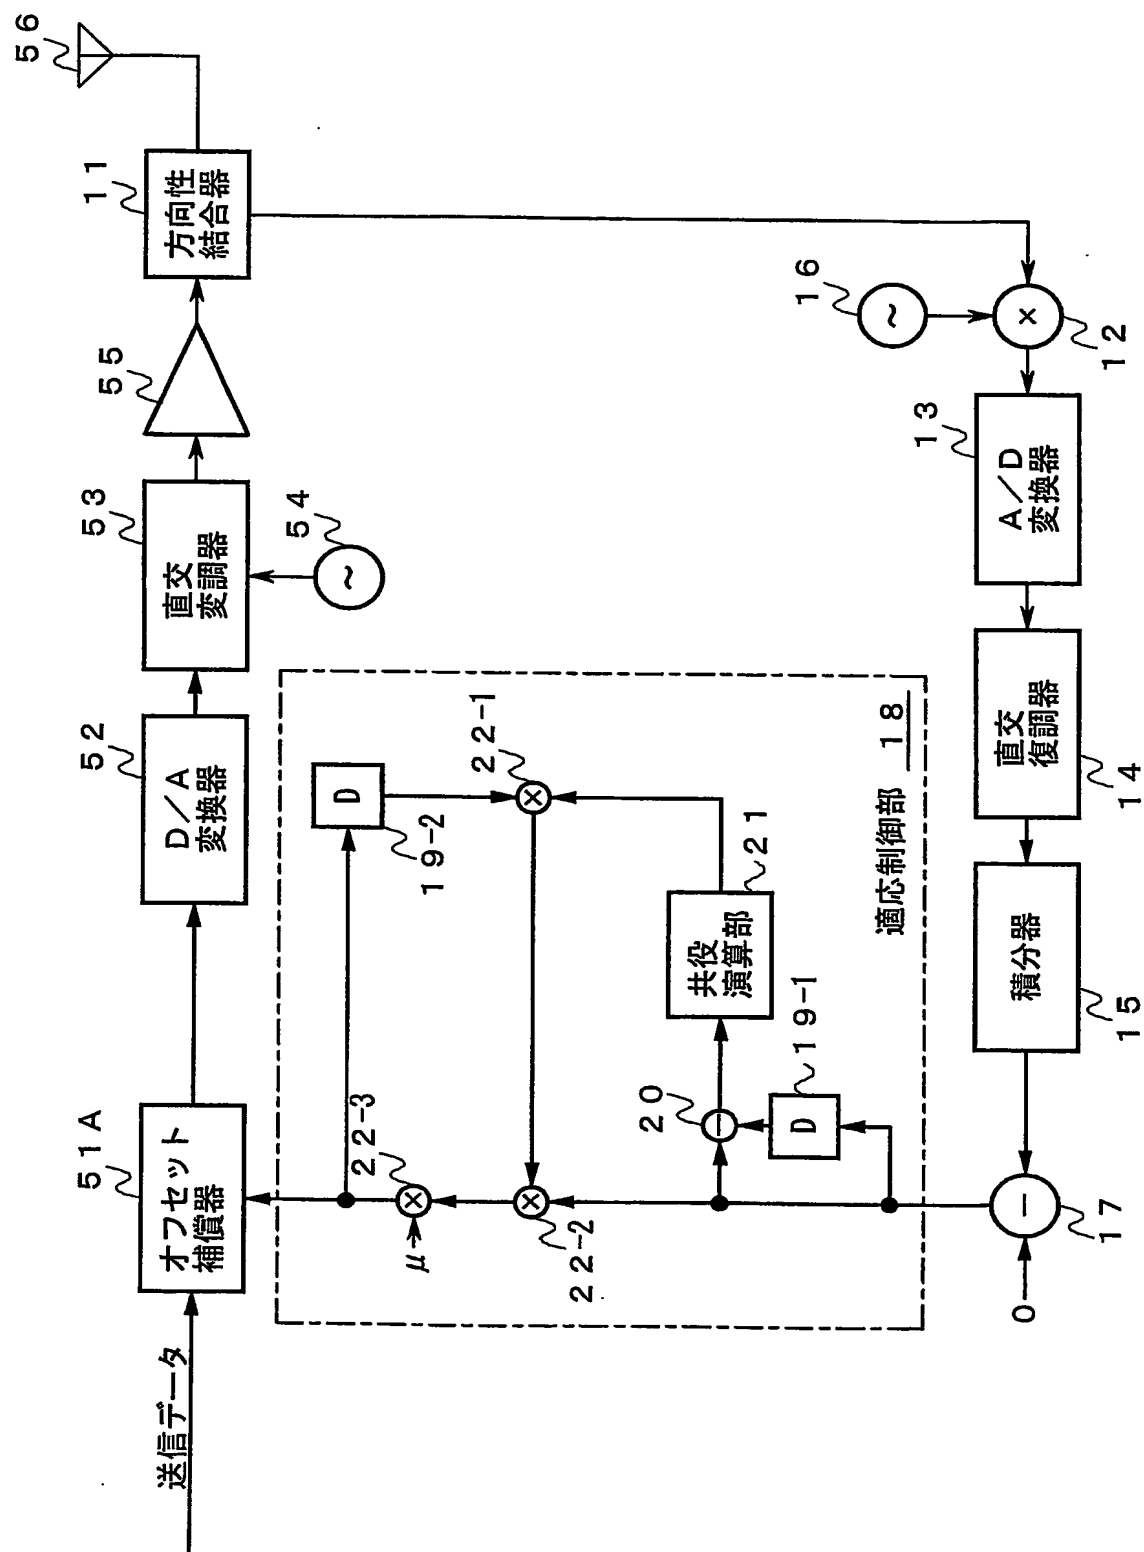 送信データ
51A
オフセット
補償器
52
D/A
変換器
53
直交
変調器
54
~
55
11
方向性
結合器
56
16
~
×
12
13
A/D
変換器
直交
復調器
14
積分器
15
−
17
0
適応制御部
18
D
19-2
22-1
×
共役
演算部
21
20
−
D
19-1
22-3
×
μ
×
22-2